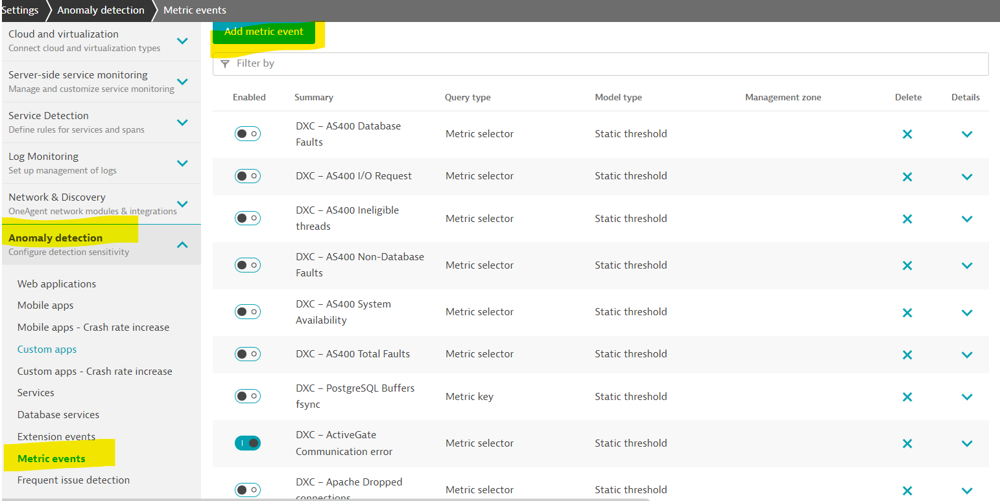 Settings
Anomaly detection
Metric events
Cloud and virtualization
Connect cloud and virtualization types
Server-side service monitoring
Manage and customize service monitoring
Service Detection
Define rules for services and spans
Log Monitoring
Set up management of logs
Network & Discovery
OneAgent network modules & integrations
Anomaly detection
Configure detection sensitivity
Web applications
Mobile apps
Mobile apps - Crash rate increase
Custom apps
Custom apps - Crash rate increase
Services
Database services
Extension events
Metric events
Frequent issue detection
Add metric event
Filter by
Enabled Summary Query type Model type Management zone Delete Details
DXC – AS400 Database
Faults
Metric selector Static threshold
DXC – AS400 I/O Request Metric selector Static threshold
DXC – AS400 Ineligible
threads
Metric selector Static threshold
DXC – AS400 Non-Database
Faults
Metric selector Static threshold
DXC – AS400 System
Availability
Metric selector Static threshold
DXC – AS400 Total Faults Metric selector Static threshold
DXC – PostgreSQL Buffers
fsync
Metric key Static threshold
DXC – ActiveGate
Communication error
Metric selector Static threshold
DXC – Apache Dropped
connections
Metric selector Static threshold